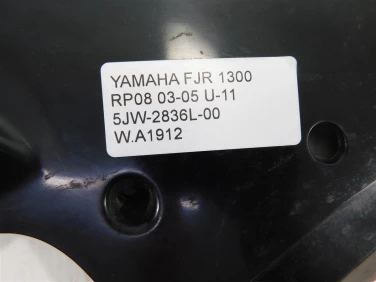 YAMAHA FJR 1300
RP08 03-05 U-11
5JW-2836L-00
W.A1912